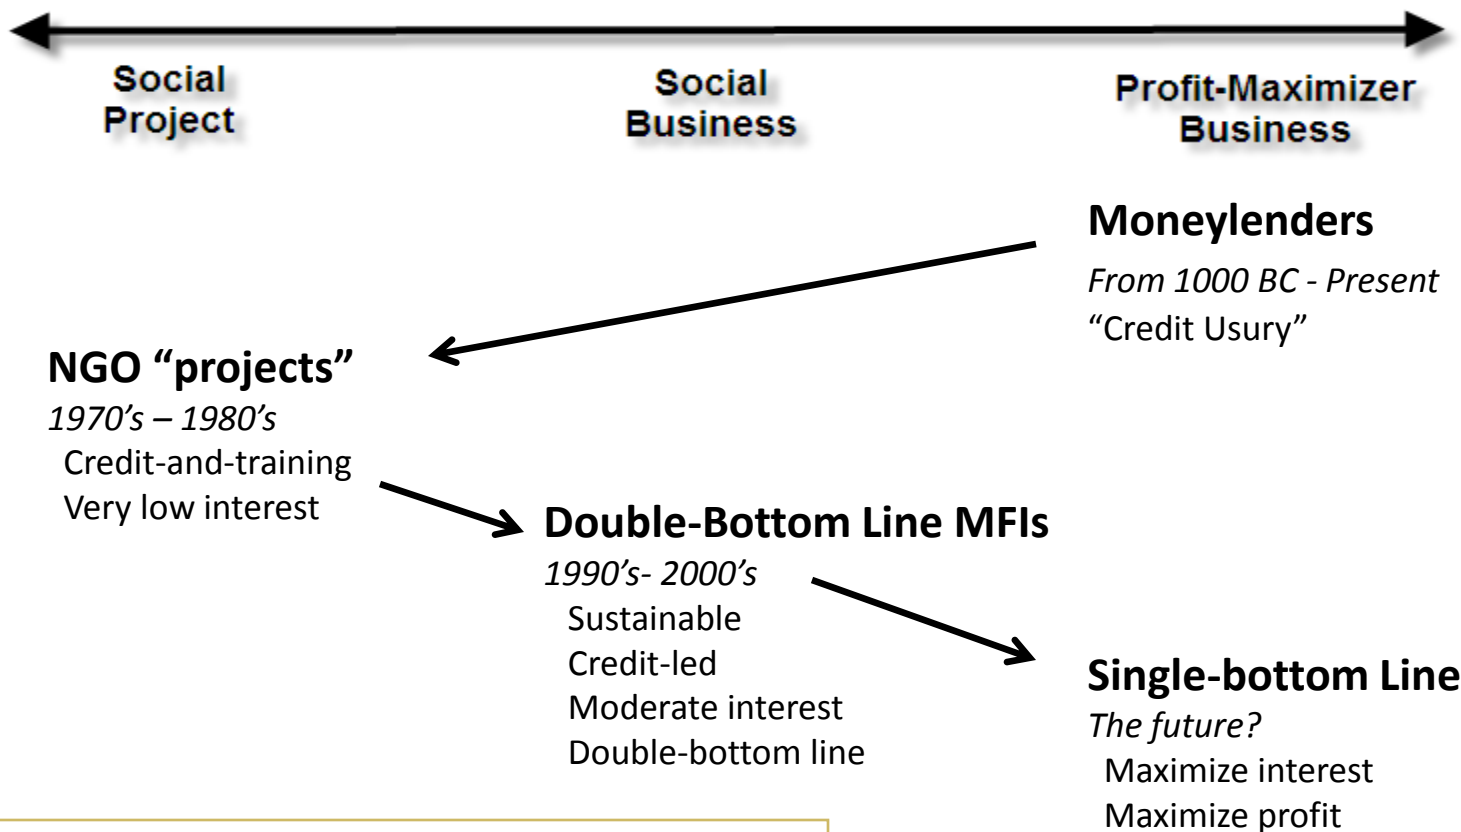 Social
Project
Social
Business
Profit-Maximizer
Business
Moneylenders
From 1000 BC - Present
“Credit Usury”
NGO “projects”
1970’s – 1980’s
Credit-and-training
Very low interest
Double-Bottom Line MFIs
1990’s- 2000’s
Sustainable
Credit-led
Moderate interest
Double-bottom line
Single-bottom Line
The future?
Maximize interest
Maximize profit